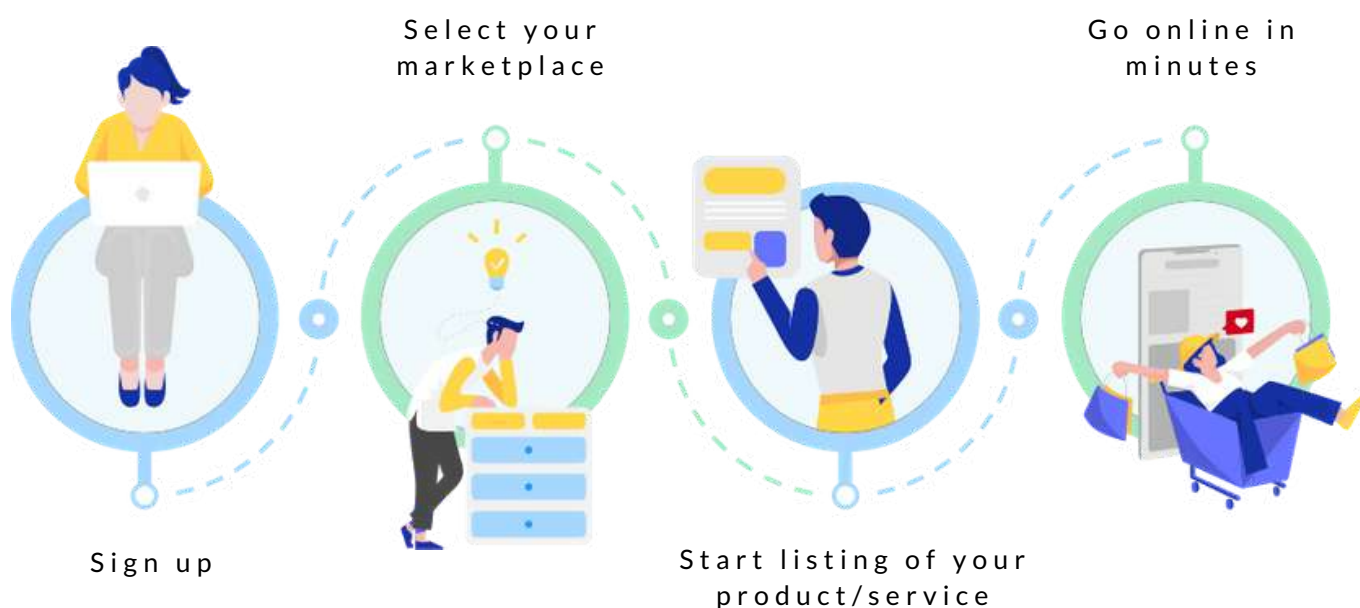 Sign up
Select your
marketplace
Start listing of your
product/service
Go online in
minutes